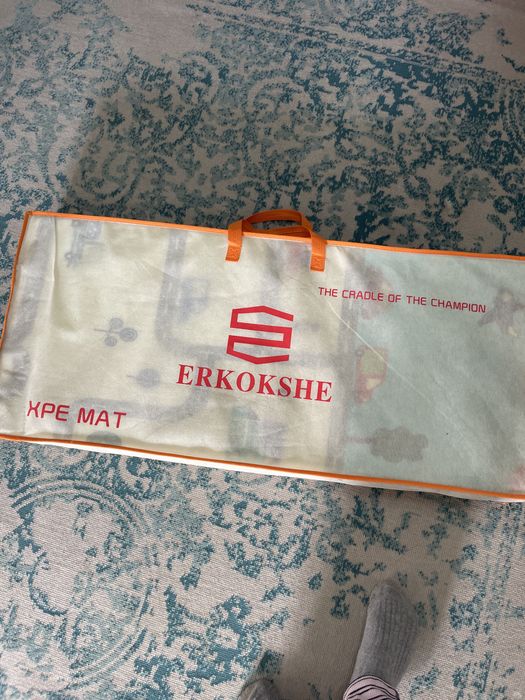 THE CRADLE OF THE CHAMPION
ERKOKSHE
XPE MAT